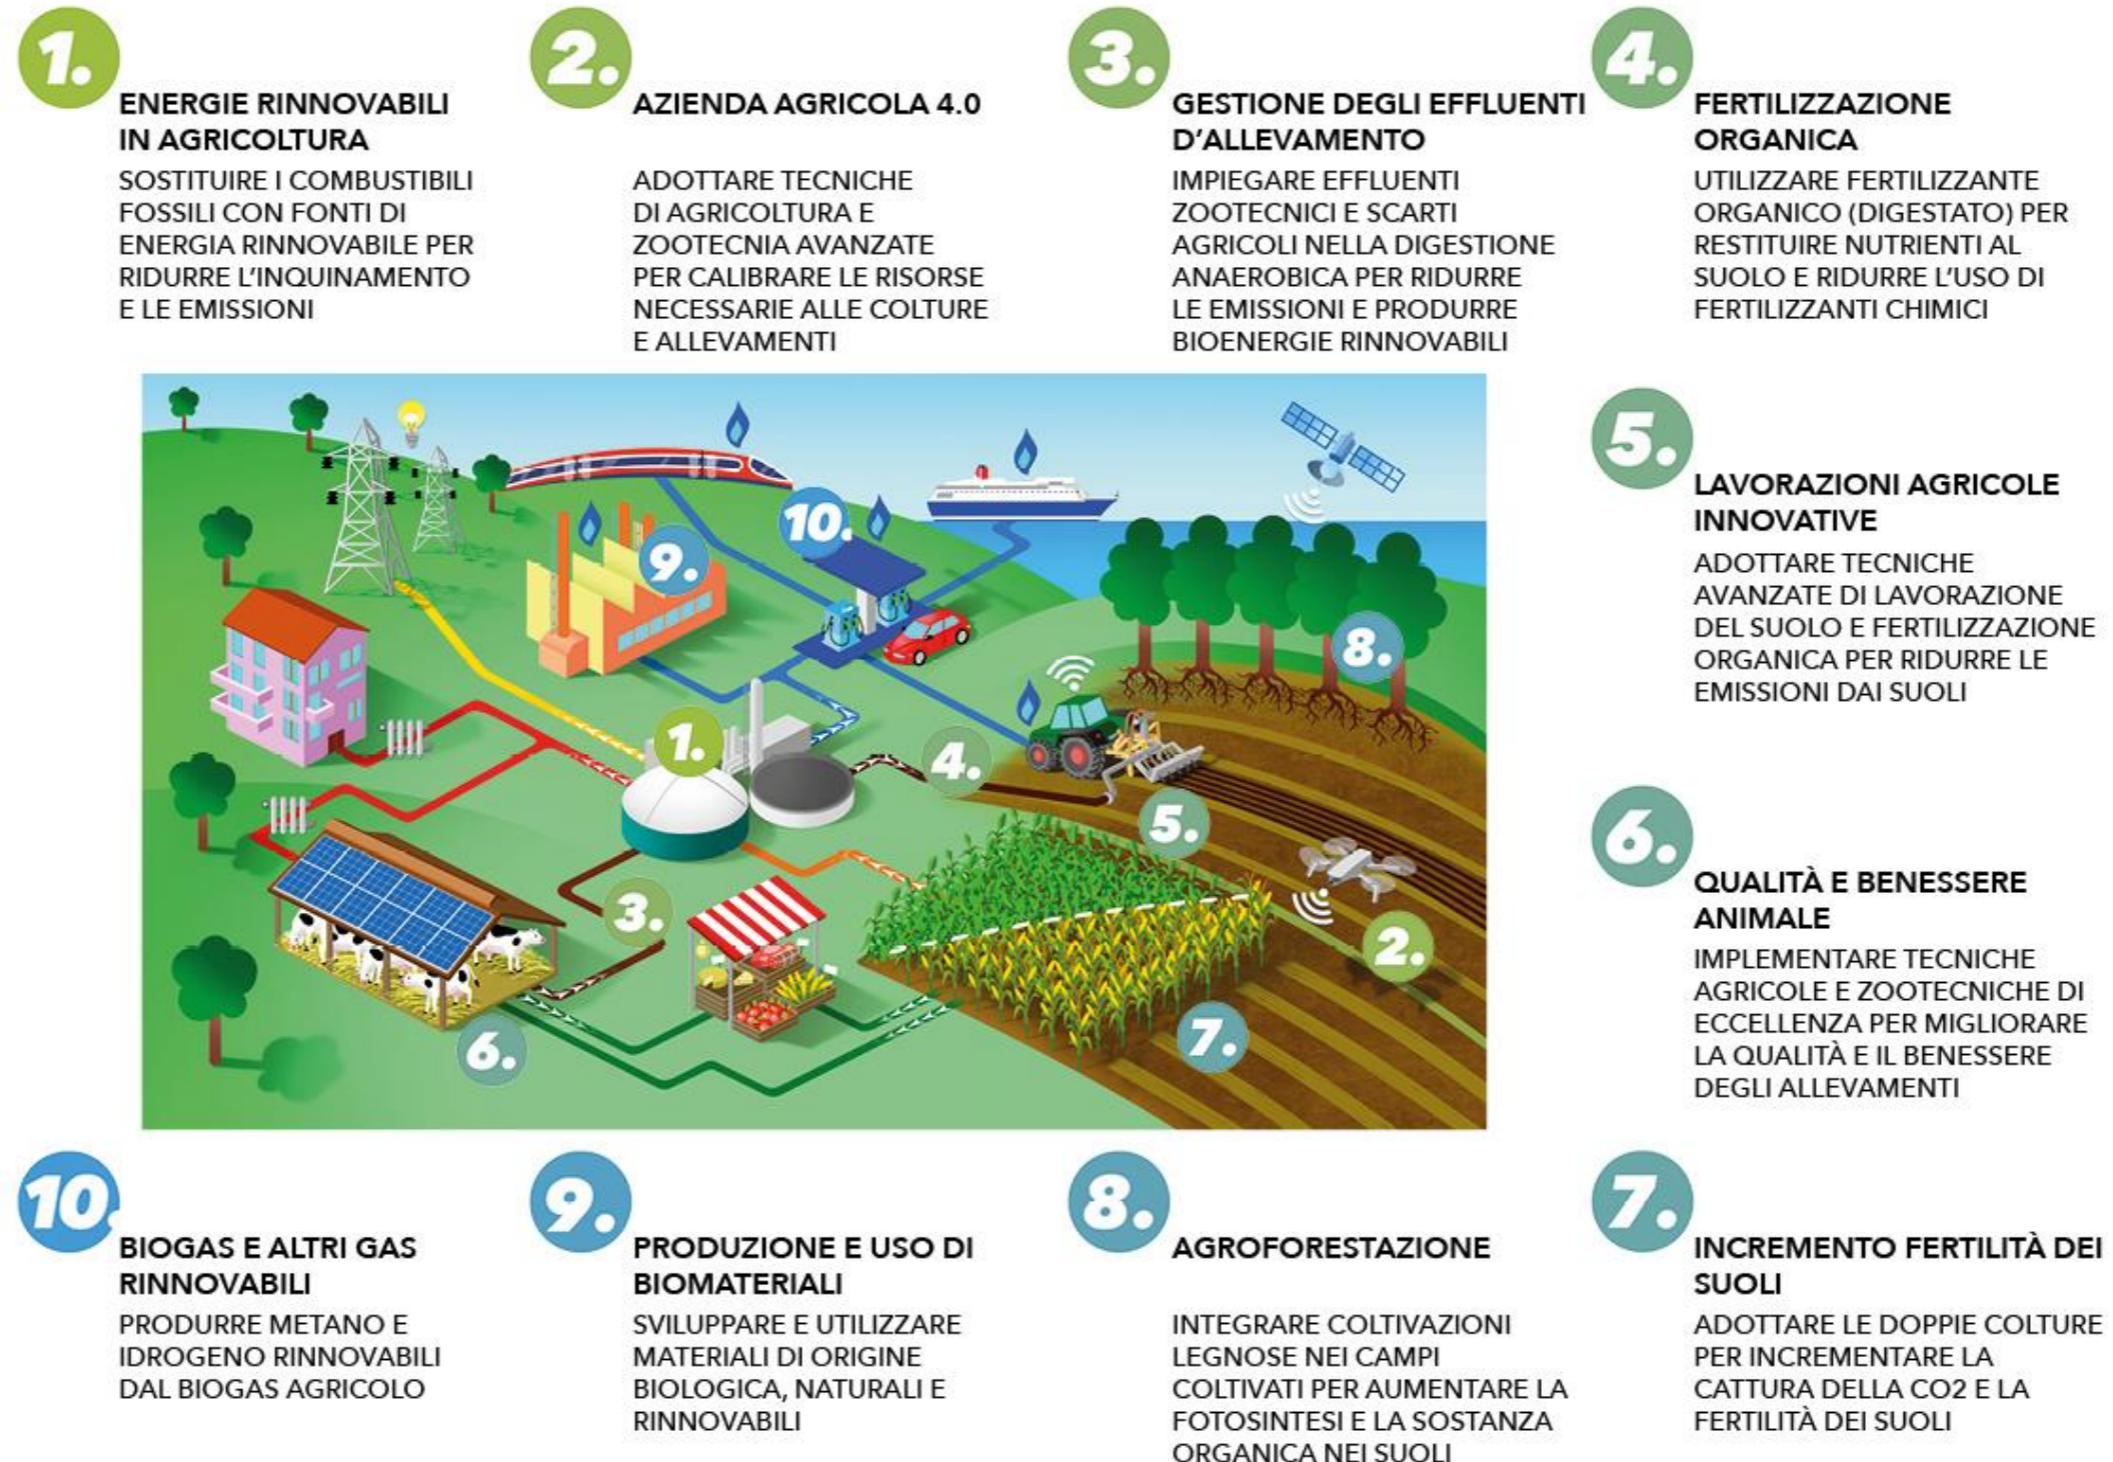 1.
ENERGIE RINNOVABILI
IN AGRICOLTURA
SOSTITUIRE I COMBUSTIBILI
FOSSILI CON FONTI DI
ENERGIA RINNOVABILE PER
RIDURRE L'INQUINAMENTO
E LE EMISSIONI
2.
AZIENDA AGRICOLA 4.0
ADOTTARE TECNICHE
DI AGRICOLTURA E
ZOOTECNIA AVANZATE
PER CALIBRARE LE RISORSE
NECESSARIE ALLE COLTURE
E ALLEVAMENTI
3.
GESTIONE DEGLI EFFLUENTI
D'ALLEVAMENTO
IMPIEGARE EFFLUENTI
ZOOTECNICI E SCARTI
AGRICOLI NELLA DIGESTIONE
ANAEROBICA PER RIDURRE
LE EMISSIONI E PRODURRE
BIOENERGIE RINNOVABILI
4.
FERTILIZZAZIONE
ORGANICA
UTILIZZARE FERTILIZZANTE
ORGANICO (DIGESTATO) PER
RESTITUIRE NUTRIENTI AL
SUOLO E RIDURRE L'USO DI
FERTILIZZANTI CHIMICI
10.
9.
8.
1.
4.
5.
3.
2.
7.
6.
5.
LAVORAZIONI AGRICOLE
INNOVATIVE
ADOTTARE TECNICHE
AVANZATE DI LAVORAZIONE
DEL SUOLO E FERTILIZZAZIONE
ORGANICA PER RIDURRE LE
EMISSIONI DAI SUOLI
6.
QUALITÀ E BENESSERE
ANIMALE
IMPLEMENTARE TECNICHE
AGRICOLE E ZOOTECNICHE DI
ECCELLENZA PER MIGLIORARE
LA QUALITÀ E IL BENESSERE
DEGLI ALLEVAMENTI
10.
BIOGAS E ALTRI GAS
RINNOVABILI
PRODURRE METANO E
IDROGENO RINNOVABILI
DAL BIOGAS AGRICOLO
9.
PRODUZIONE E USO DI
BIOMATERIALI
SVILUPPARE E UTILIZZARE
MATERIALI DI ORIGINE
BIOLOGICA, NATURALI E
RINNOVABILI
8.
AGROFORESTAZIONE
INTEGRARE COLTIVAZIONI
LEGNOSE NEI CAMPI
COLTIVATI PER AUMENTARE LA
FOTOSINTESI E LA SOSTANZA
ORGANICA NEI SUOLI
7.
INCREMENTO FERTILITÀ DEI
SUOLI
ADOTTARE LE DOPPIE COLTURE
PER INCREMENTARE LA
CATTURA DELLA CO2 E LA
FERTILITÀ DEI SUOLI